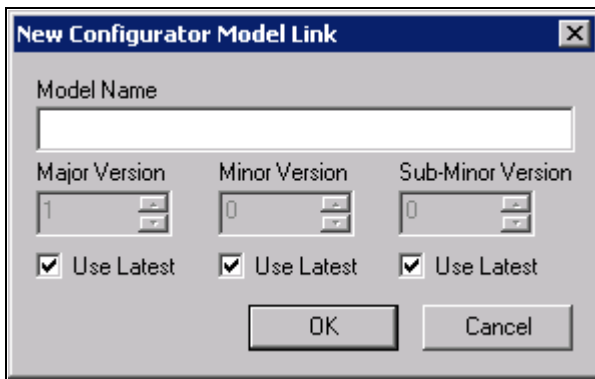 New Configurator Model Link
Model Name
Major Version Minor Version Sub-Minor Version
1 0 0
Use Latest Use Latest Use Latest
OK Cancel